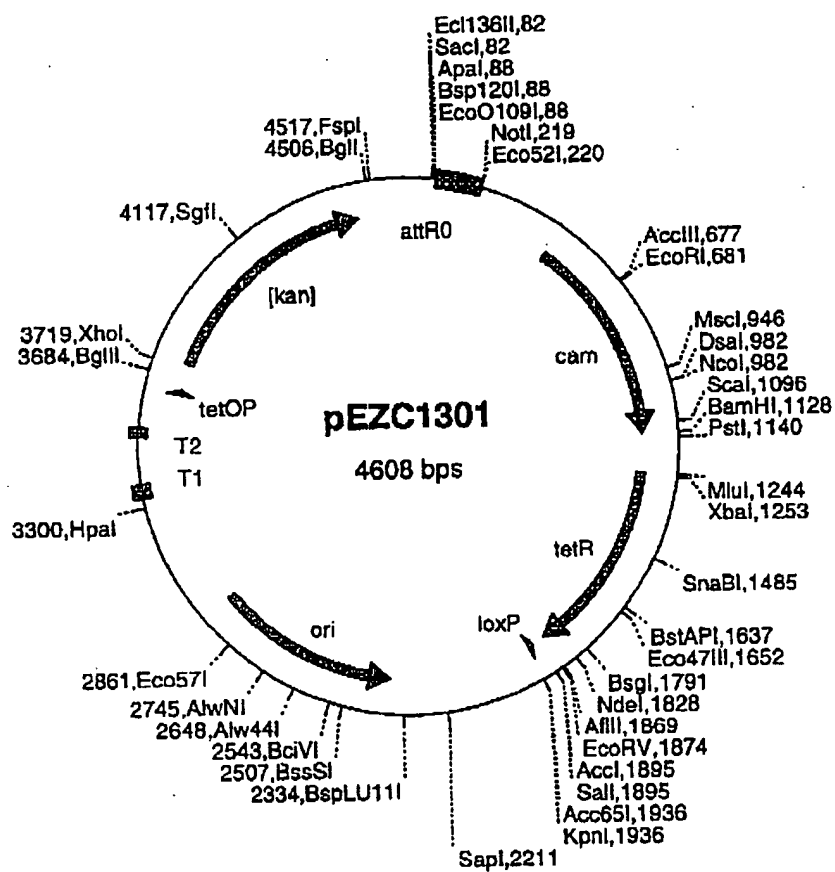 Ecl136II,82
SacI,82
ApaI,88
Bsp120I,88
EcoO109I,88
NotI,219
Eco52I,220
4517,FspI
4506,BglI
4117,SgfI
attR0
AccIII,677
EcoRI,681
[kan]
cam
MscI,946
DsaI,982
NcoI,982
ScaI,1096
BamHI,1128
PstI,1140
3719,XhoI
3684,BglII
tetOP
pEZC1301
4608 bps
T2
T1
MluI,1244
XbaI,1253
3300,HpaI
tetR
SnaBI,1485
loxP
ori
BstAPI,1637
Eco47III,1652
BsgI,1791
NdeI,1828
AflII,1869
EcoRV,1874
AccI,1895
SalI,1895
Acc65I,1936
KpnI,1936
2861,Eco57I
2745,AlwNI
2648,Alw44I
2543,BciVI
2507,BssSI
2334,BspLU11I
SapI,2211